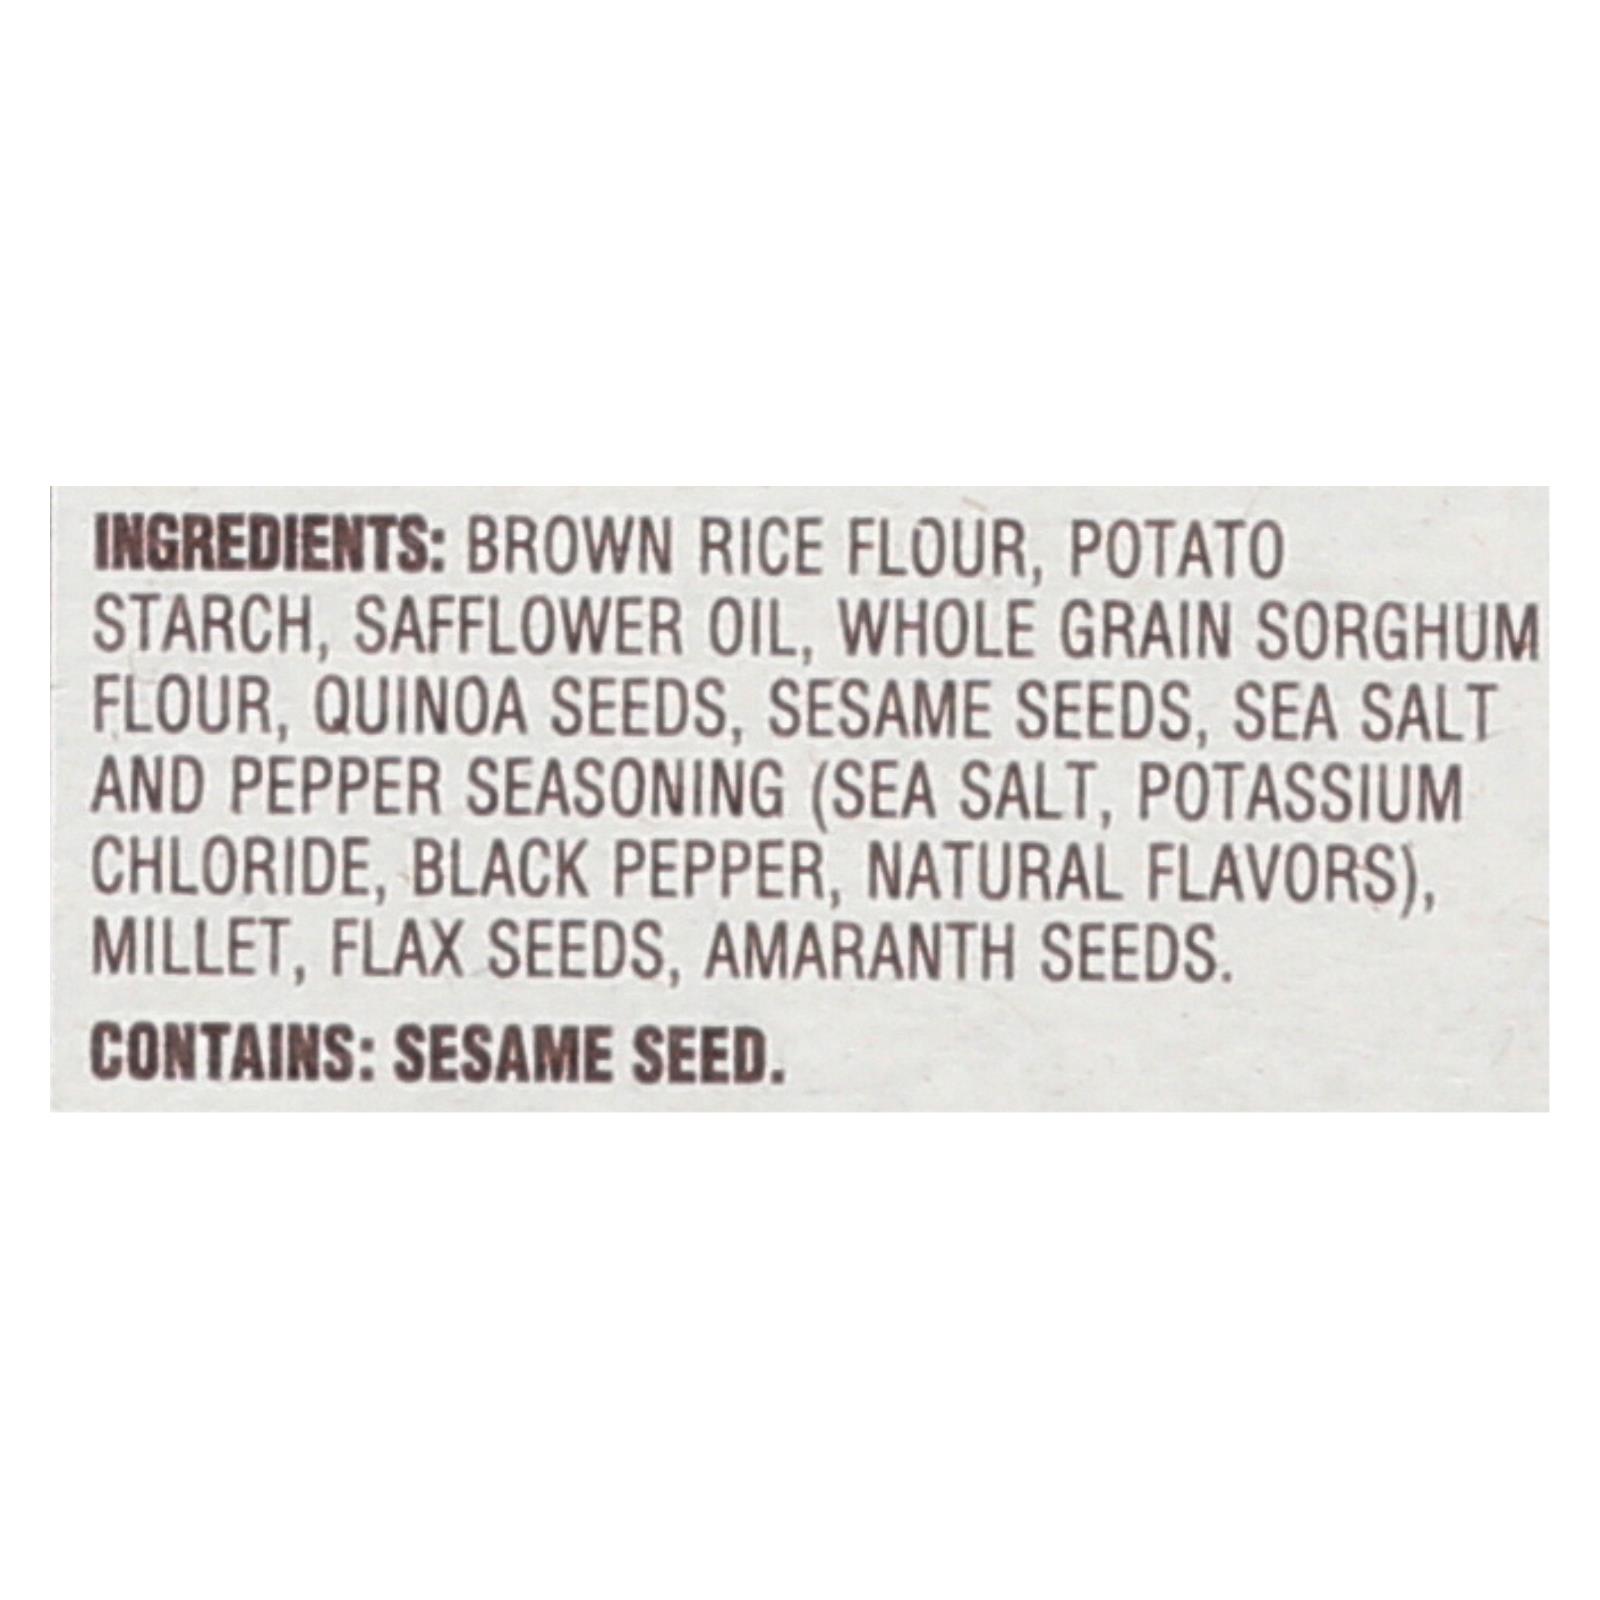 INGREDIENTS: BROWN RICE FLOUR, POTATO
STARCH, SAFFLOWER OIL, WHOLE GRAIN SORGHUM
FLOUR, QUINOA SEEDS, SESAME SEEDS, SEA SALT
AND PEPPER SEASONING (SEA SALT, POTASSIUM
CHLORIDE, BLACK PEPPER, NATURAL FLAVORS),
MILLET, FLAX SEEDS, AMARANTH SEEDS.
CONTAINS: SESAME SEED.